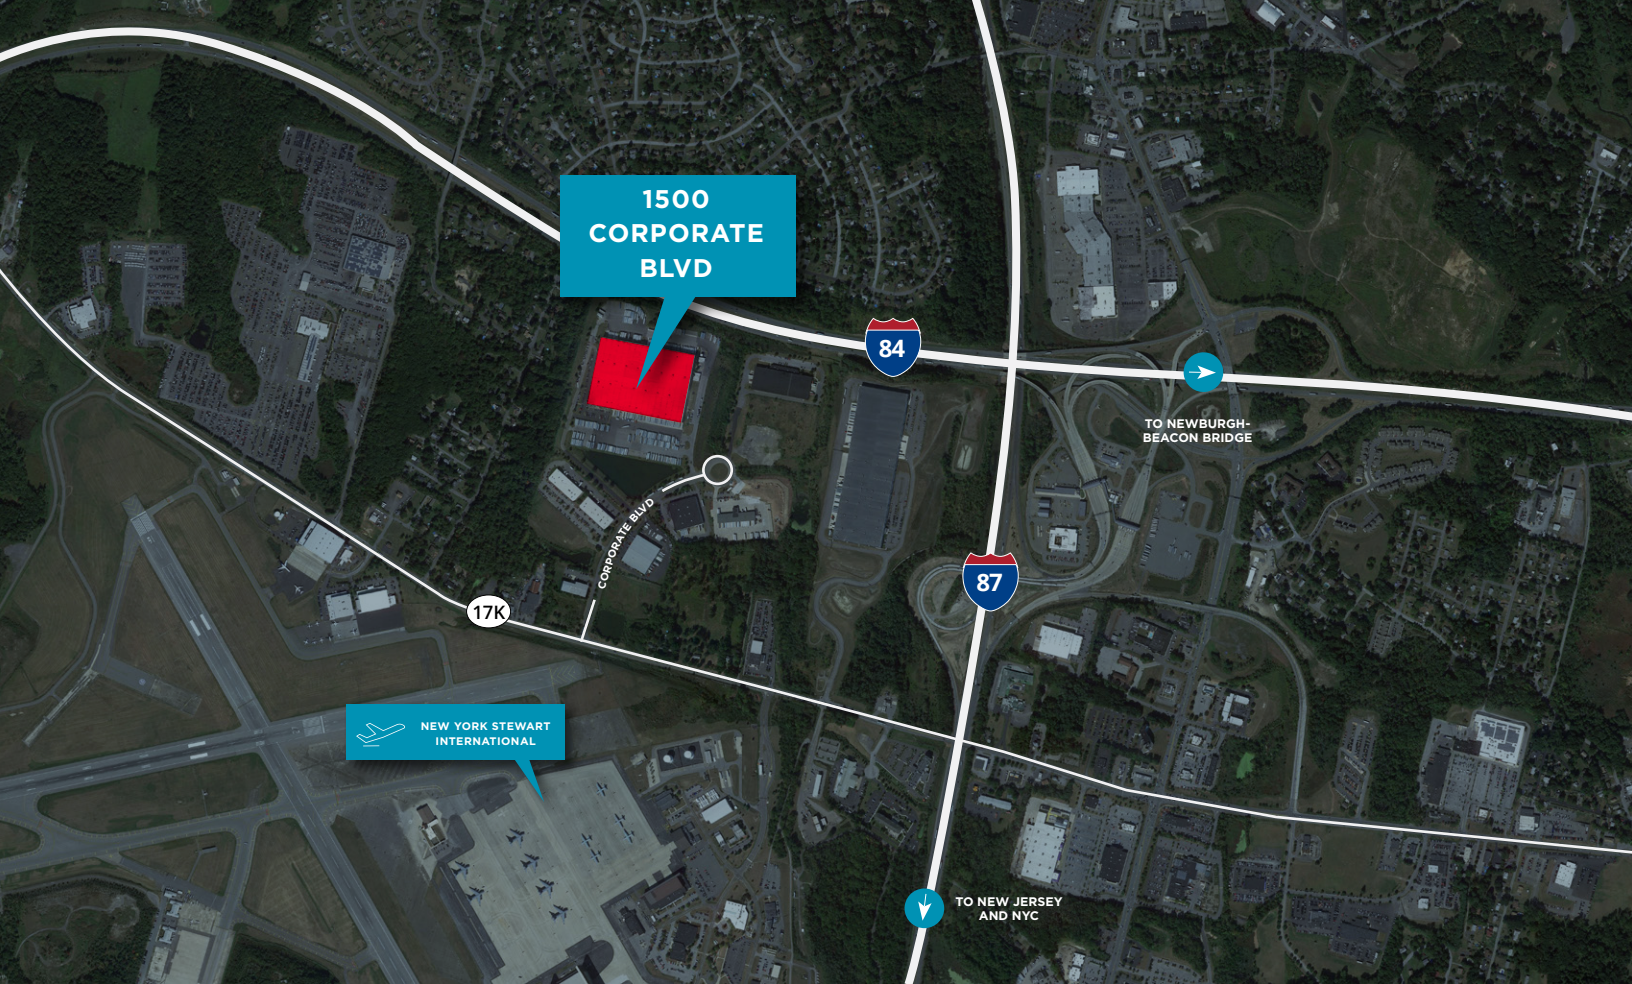 1500
CORPORATE
BLVD
84
TO NEWBURGH-
BEACON BRIDGE
CORPORATE BLVD
87
17K
NEW YORK STEWART
INTERNATIONAL
TO NEW JERSEY
AND NYC